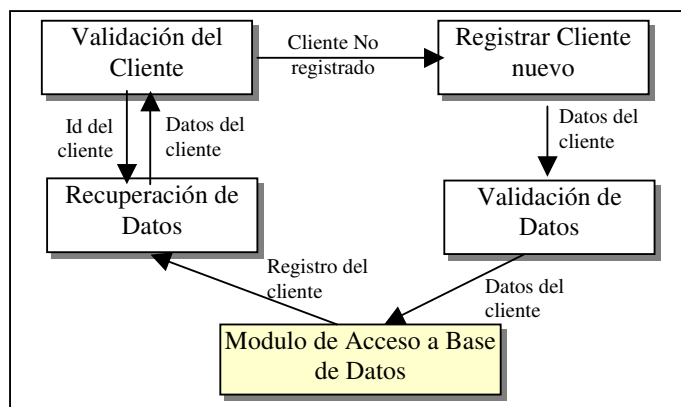 Validación del
Cliente
Cliente No
registrado
Registrar Cliente
nuevo
Id del
cliente
Datos del
cliente
Datos del
cliente
Recuperación de
Datos
Validación de
Datos
Registro del
cliente
Datos del
cliente
Modulo de Acceso a Base
de Datos